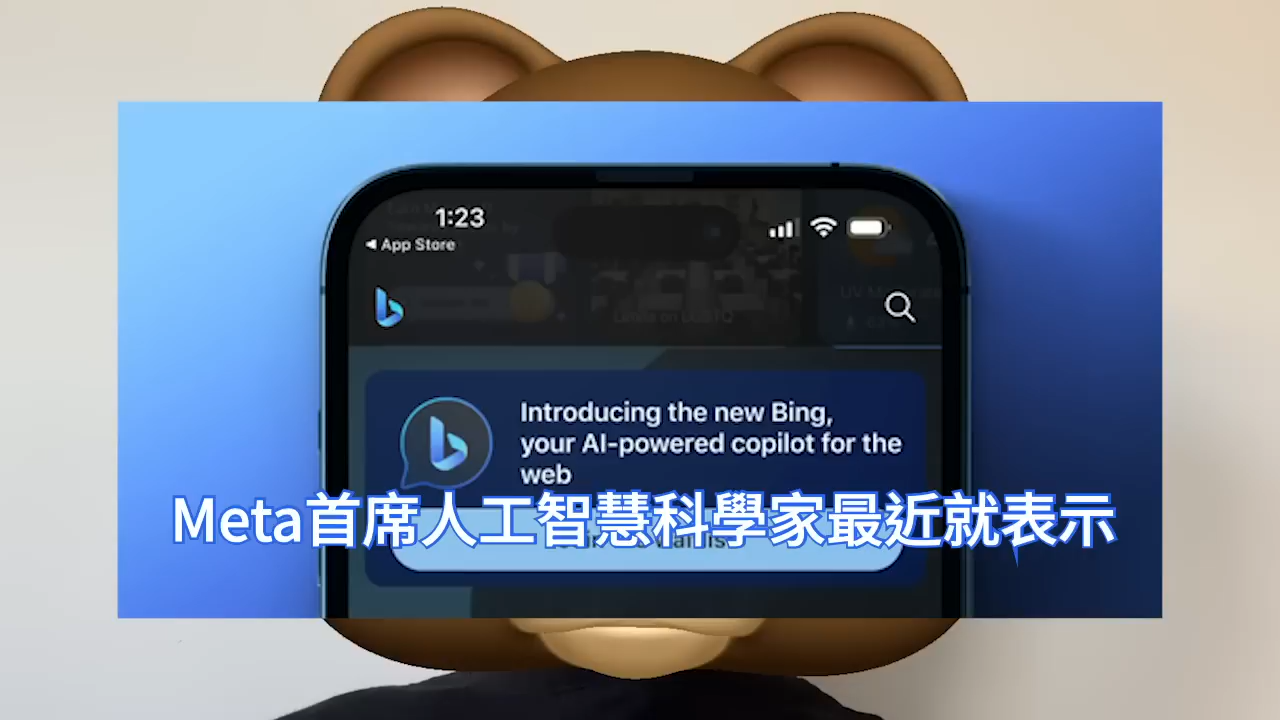 1:23
◀ App Store
Introducing the new Bing,
your AI-powered copilot for the
web
Meta首席人工智慧科學家最近就表示